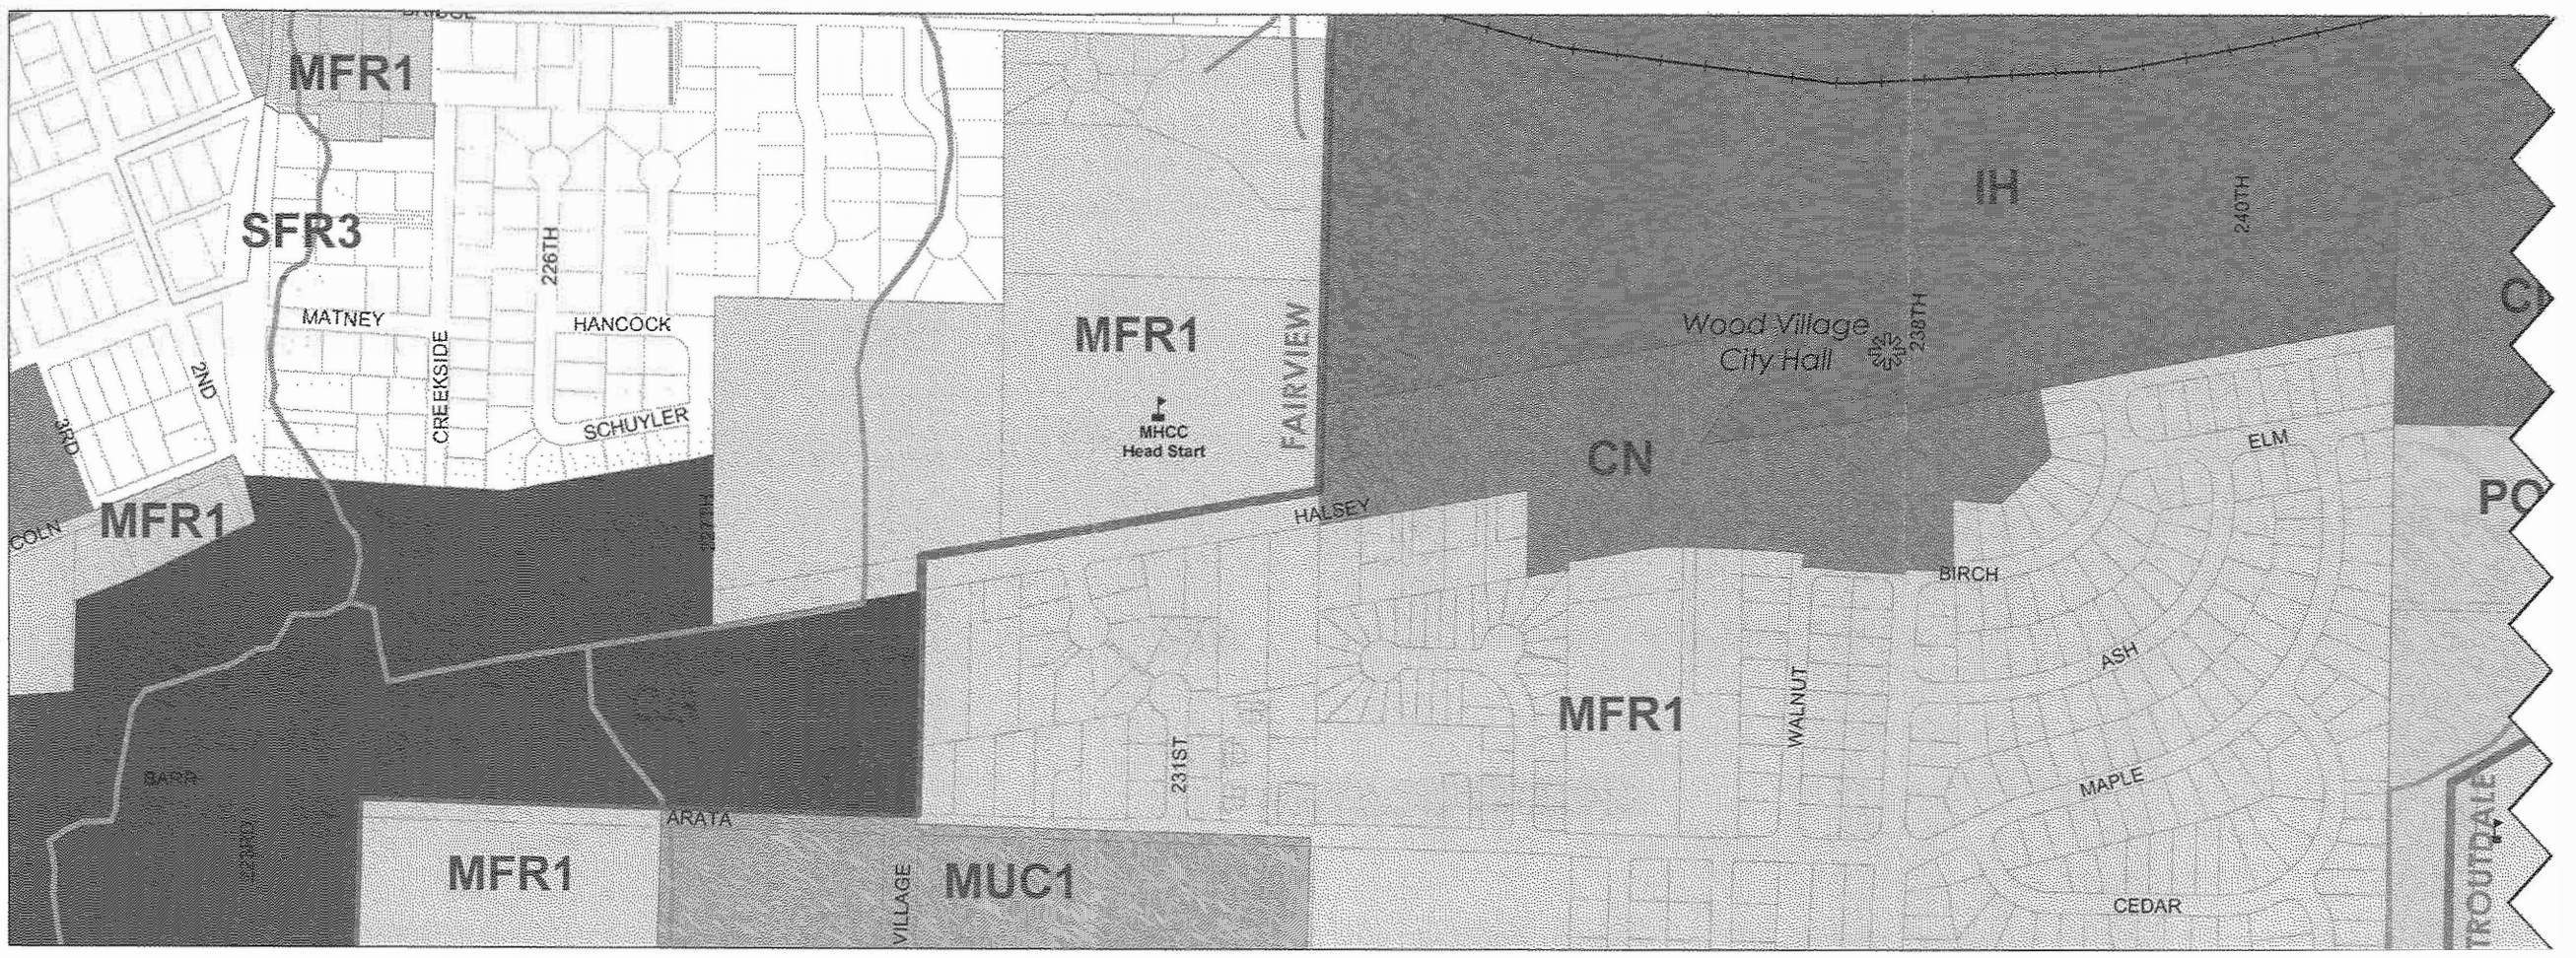 BRIDGE
MFR1
SFR3
226TH
MATNEY
HANCOCK
CREEKSIDE
SCHUYLER
2ND
3RD
MFR1
MFR1
FAIRVIEW
MHCC
Head Start
227TH
HALSEY
IH
240TH
238TH
Wood Village
City Hall
CN
ELM
BIRCH
ASH
MFR1
WALNUT
231ST
MAPLE
CEDAR
BARR
223RD
ARATA
MFR1
VILLAGE
MUC1
TROUTDALE